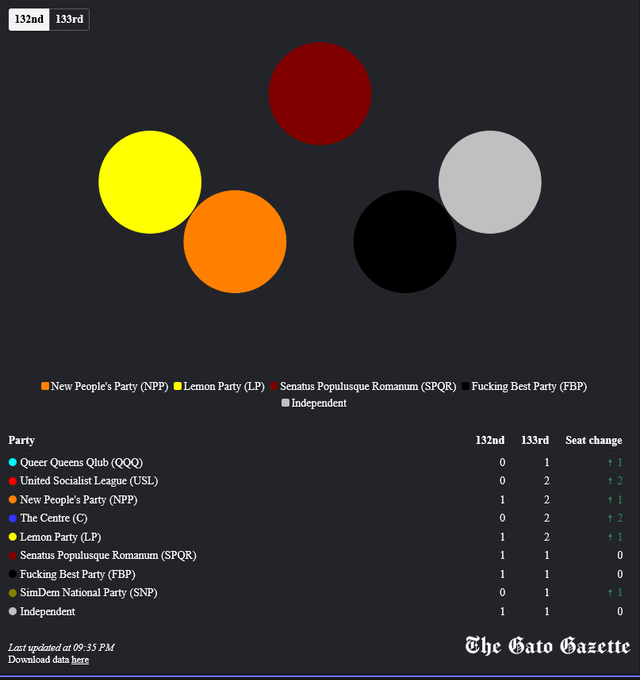 132nd 133rd
New People's Party (NPP) Lemon Party (LP) Senatus Populusque Romanum (SPQR) Fucking Best Party (FBP)
Independent
Party 132nd 133rd Seat change
Queer Queens Qlub (QQQ) 0 1 ↑ 1
United Socialist League (USL) 0 2 ↑ 2
New People's Party (NPP) 1 2 ↑ 1
The Centre (C) 0 2 ↑ 2
Lemon Party (LP) 1 2 ↑ 1
Senatus Populusque Romanum (SPQR) 1 1 0
Fucking Best Party (FBP) 1 1 0
SimDem National Party (SNP) 0 1 ↑ 1
Independent 1 1 0
Last updated at 09:35 PM
Download data here
The Gato Gazette